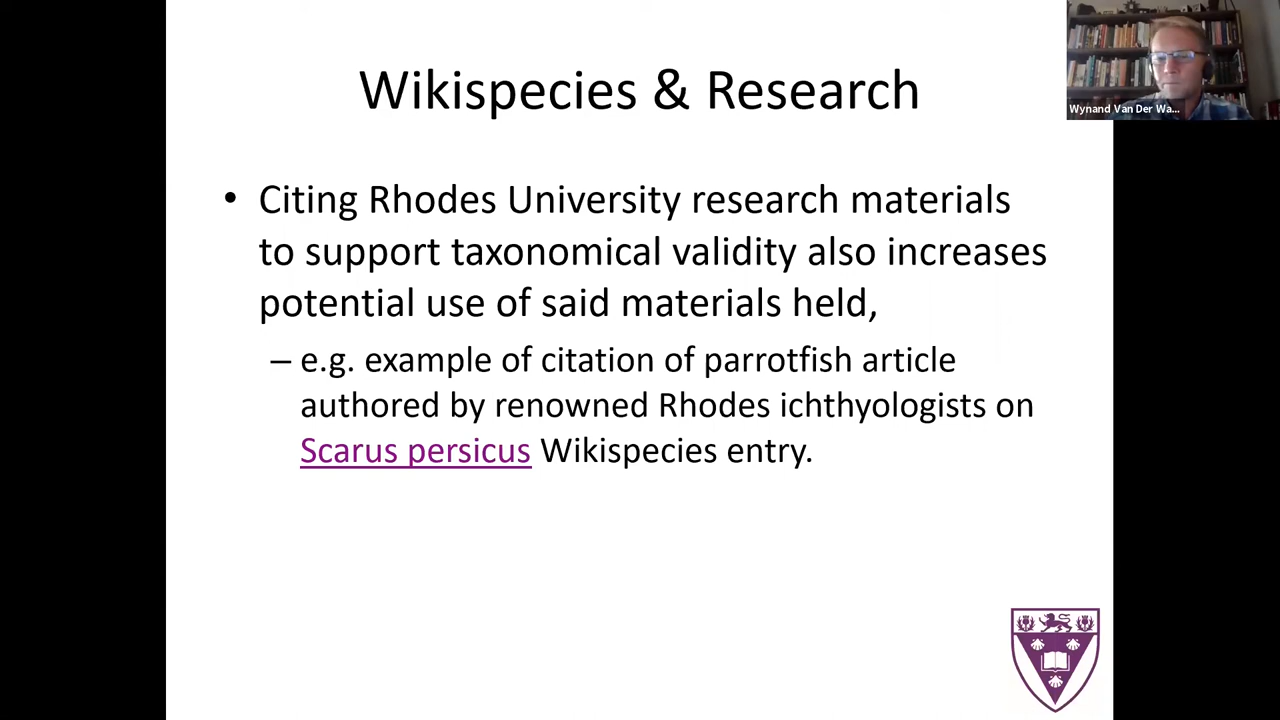 Wikispecies & Research
Wynand Van Der Wa...
• Citing Rhodes University research materials
to support taxonomical validity also increases
potential use of said materials held,
– e.g. example of citation of parrotfish article
authored by renowned Rhodes ichthyologists on
Scarus persicus Wikispecies entry.